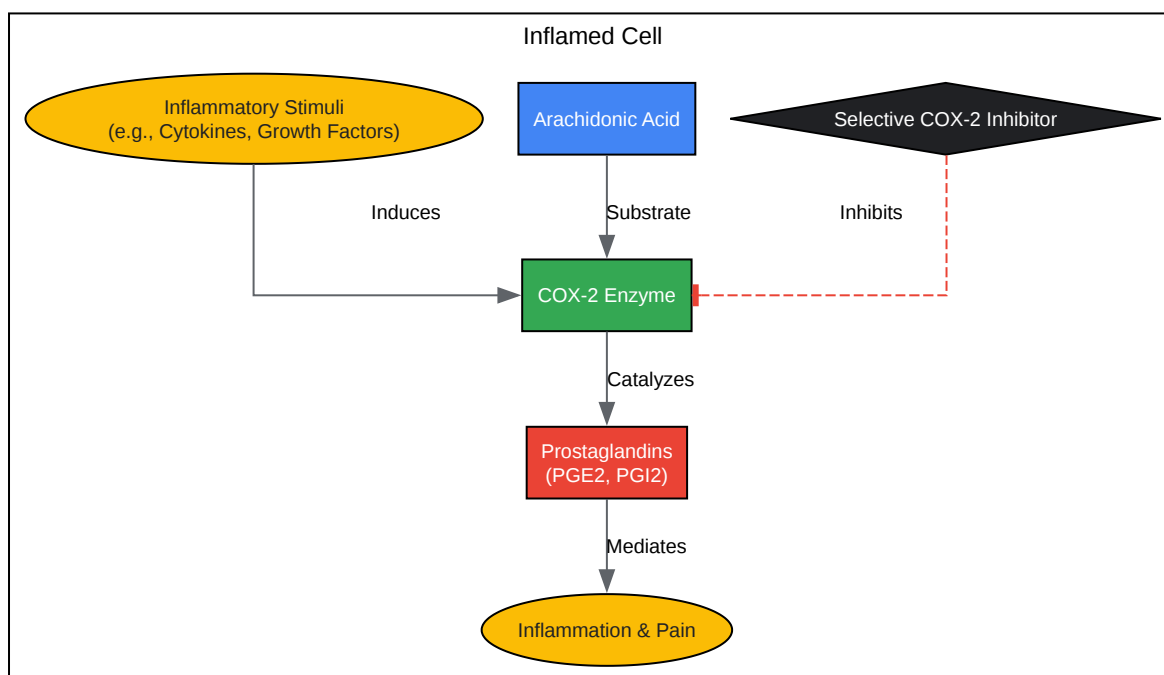 Inflamed Cell
Inflammatory Stimuli
(e.g., Cytokines, Growth Factors)
Arachidonic Acid
Selective COX-2 Inhibitor
Induces
Substrate
Inhibits
COX-2 Enzyme
Catalyzes
Prostaglandins
(PGE2, PGI2)
Mediates
Inflammation & Pain